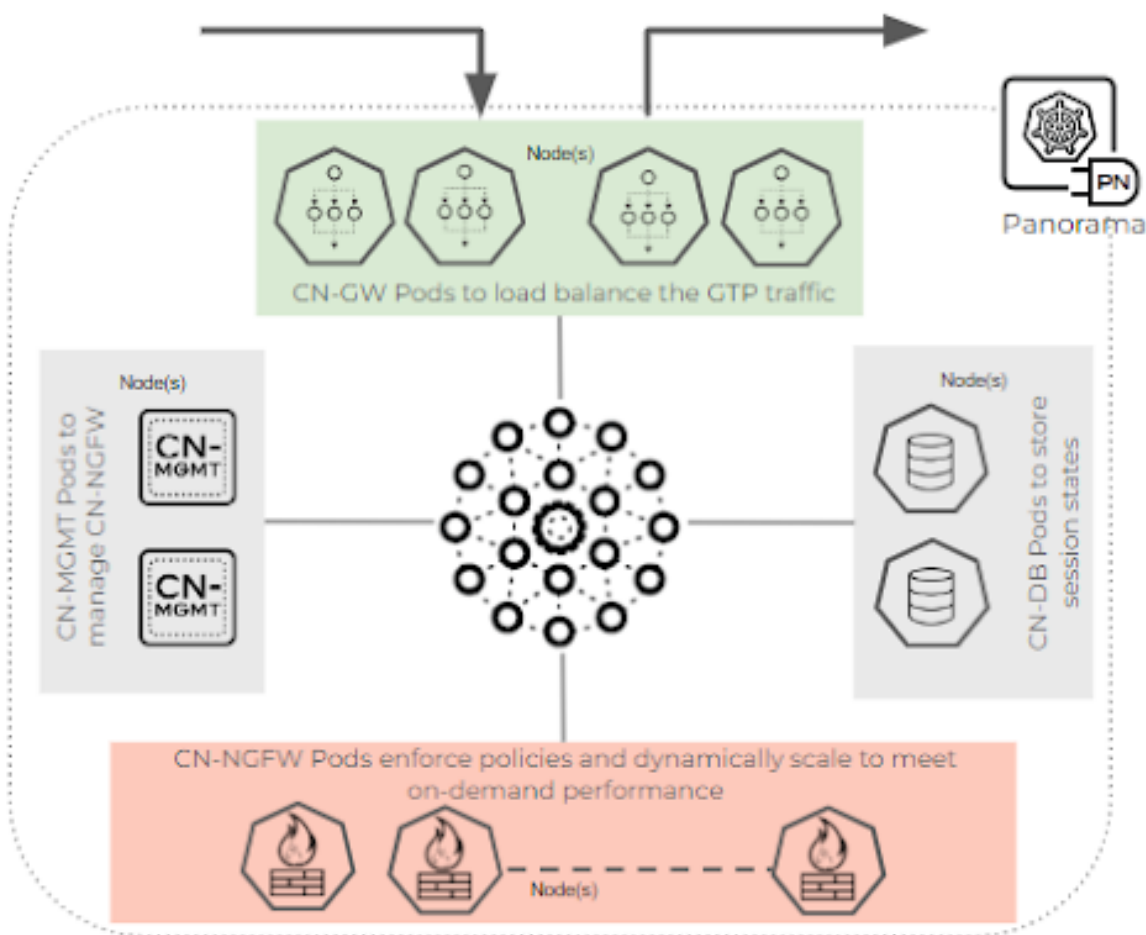 Node(s)
CN-GW Pods to load balance the GTP traffic
PN
Panorama
CN-MGMT Pods to
manage CN-NGFW
Node(s)
CN-
MGMT
CN-
MGMT
Node(s)
CN-DB Pods to store
session states
CN-NGFW Pods enforce policies and dynamically scale to meet
on-demand performance
Node(s)